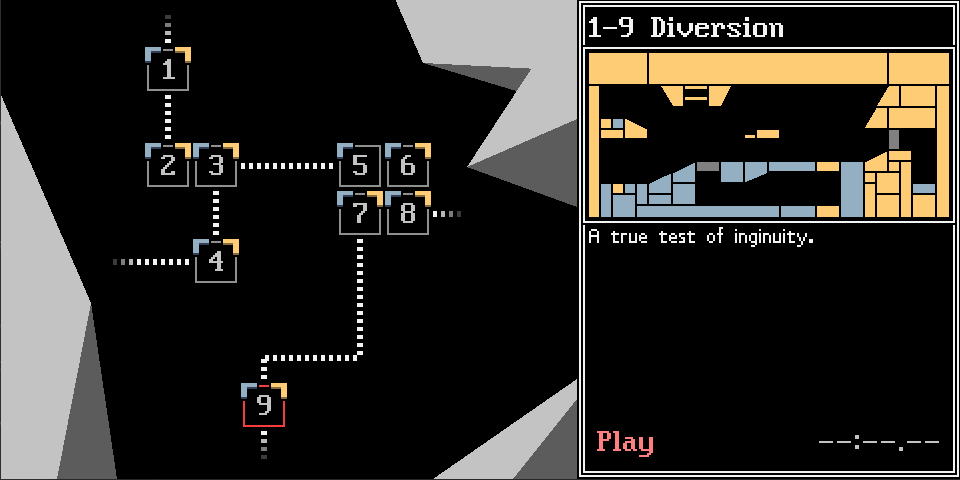 1
2 3 5 6
7 8
4
9
1-9 Diversion
A true test of inginuity.
Play --:--.--